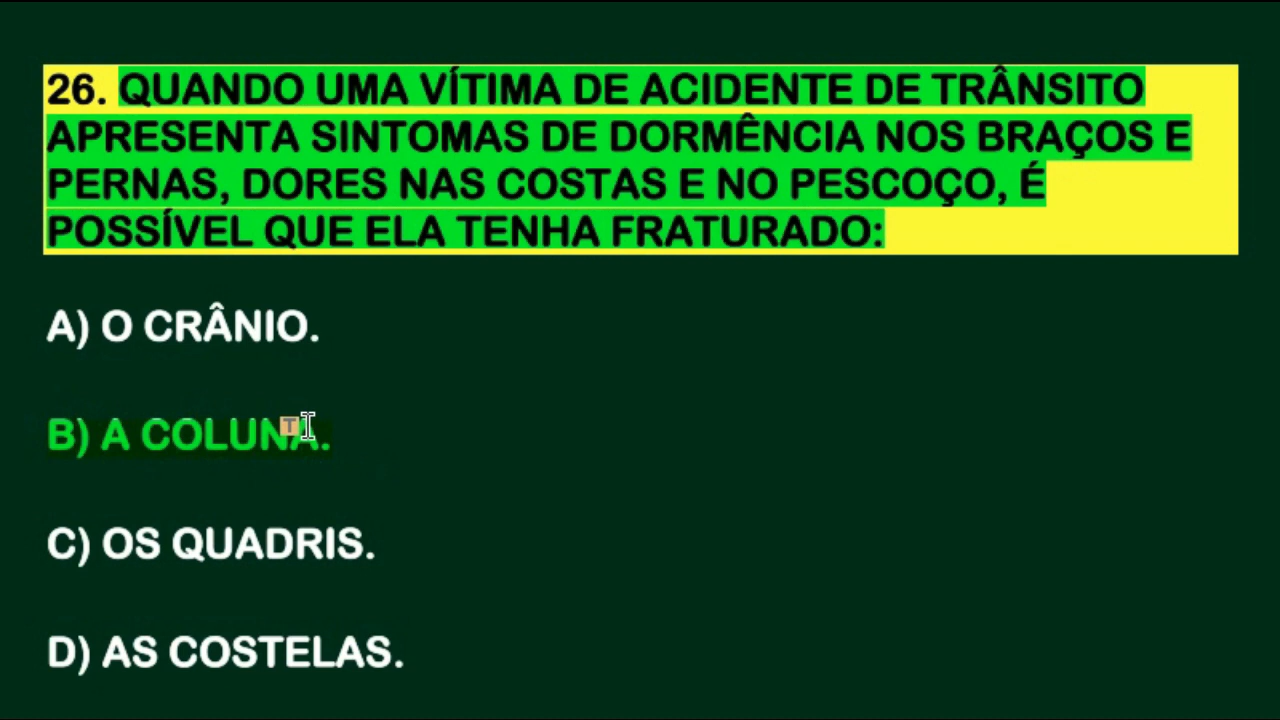 26. QUANDO UMA VÍTIMA DE ACIDENTE DE TRÂNSITO
APRESENTA SINTOMAS DE DORMÊNCIA NOS BRAÇOS E
PERNAS, DORES NAS COSTAS E NO PESCOÇO, É
POSSÍVEL QUE ELA TENHA FRATURADO:
A) O CRÂNIO.
B) A COLUNA.
C) OS QUADRIS.
D) AS COSTELAS.